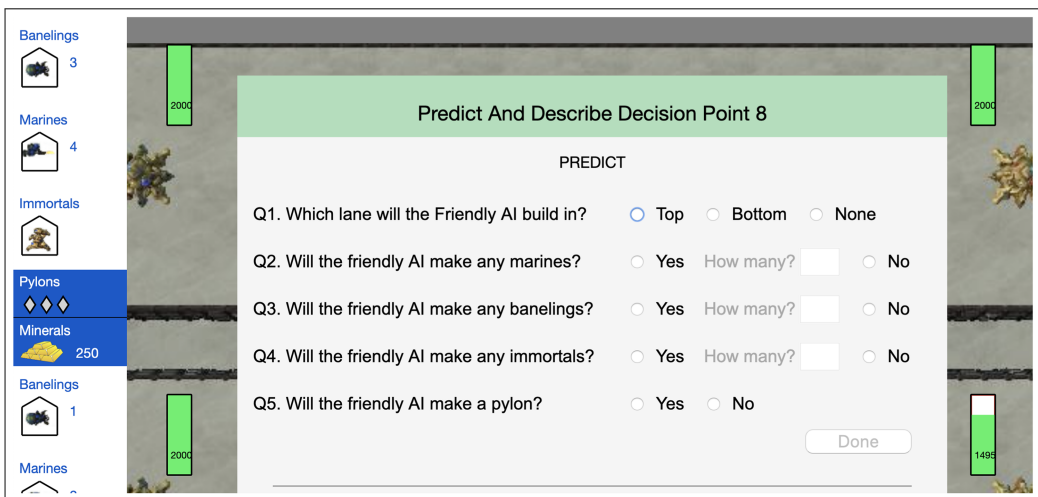 Banelings
3
Marines
4
Immortals
Pylons
Minerals
250
Banelings
1
Marines
2000
2000
2000
1495
Predict And Describe Decision Point 8
PREDICT
Q1. Which lane will the Friendly AI build in? Top Bottom None
Q2. Will the friendly AI make any marines? Yes How many? No
Q3. Will the friendly AI make any banelings? Yes How many? No
Q4. Will the friendly AI make any immortals? Yes How many? No
Q5. Will the friendly AI make a pylon? Yes No
Done